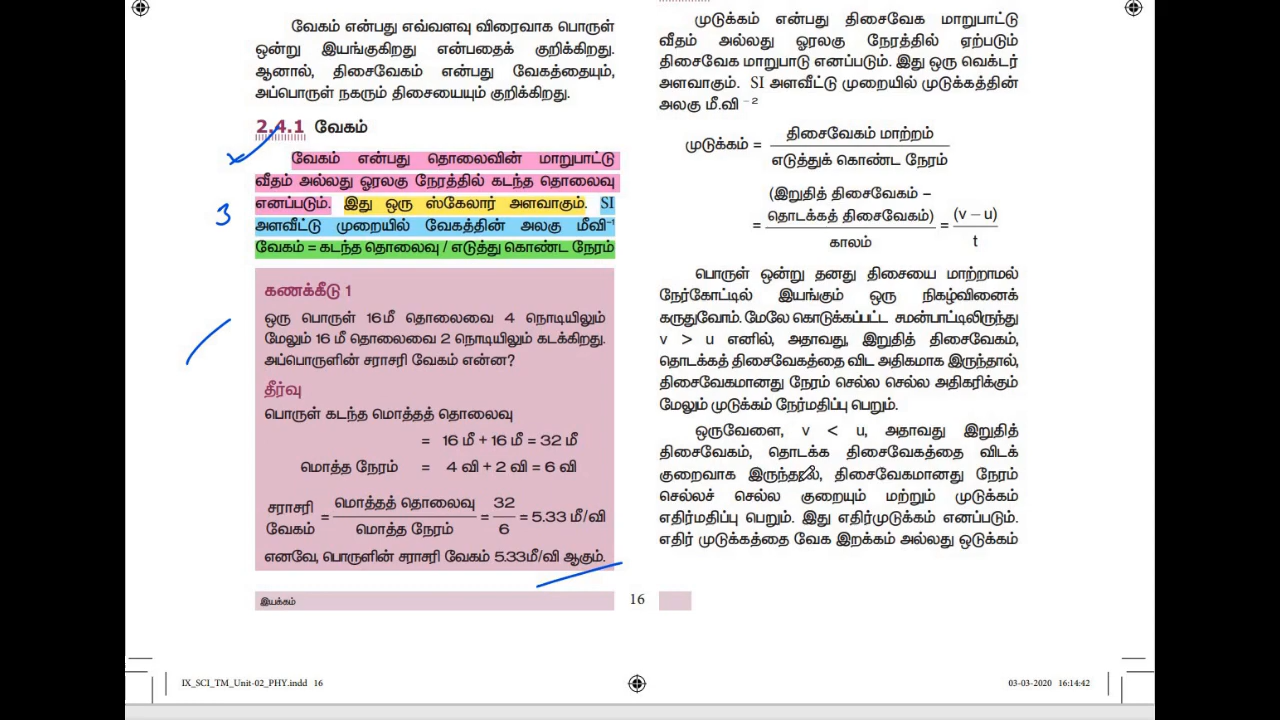 வேகம் என்பது எவ்வளவு விரைவாக பொருள்
ஒன்று இயங்குகிறது என்பதைக் குறிக்கிறது.
ஆனால், திசைவேகம் என்பது வேகத்தையும்,
அப்பொருள் நகரும் திசையையும் குறிக்கிறது.
2.4.1 வேகம்
வேகம் என்பது தொலைவின் மாறுபாட்டு
வீதம் அல்லது ஓரலகு நேரத்தில் கடந்த தொலைவு
3
எனப்படும். இது ஒரு ஸ்கேலார் அளவாகும். SI
அளவீட்டு முறையில் வேகத்தின் அலகு மீவி⁻¹
வேகம் = கடந்த தொலைவு / எடுத்து கொண்ட நேரம்
கணக்கீடு 1
ஒரு பொருள் 16மீ தொலைவை 4 நொடியிலும்
மேலும் 16 மீ தொலைவை 2 நொடியிலும் கடக்கிறது.
அப்பொருளின் சராசரி வேகம் என்ன?
தீர்வு
பொருள் கடந்த மொத்தத் தொலைவு
= 16 மீ + 16 மீ = 32 மீ
மொத்த நேரம் = 4 வி + 2 வி = 6 வி
சராசரி வேகம் = மொத்தத் தொலைவு / மொத்த நேரம் = 32 / 6 = 5.33 மீ/வி
எனவே, பொருளின் சராசரி வேகம் 5.33மீ/வி ஆகும்.
முடுக்கம் என்பது திசைவேக மாறுபாட்டு
வீதம் அல்லது ஓரலகு நேரத்தில் ஏற்படும்
திசைவேக மாறுபாடு எனப்படும். இது ஒரு வெக்டர்
அளவாகும். SI அளவீட்டு முறையில் முடுக்கத்தின்
அலகு மீ.வி ⁻²
முடுக்கம் = திசைவேகம் மாற்றம் / எடுத்துக் கொண்ட நேரம்
(இறுதித் திசைவேகம் –
= தொடக்கத் திசைவேகம்) / காலம் = (v – u) / t
பொருள் ஒன்று தனது திசையை மாற்றாமல்
நேர்கோட்டில் இயங்கும் ஒரு நிகழ்வினைக்
கருதுவோம். மேலே கொடுக்கப்பட்ட சமன்பாட்டிலிருந்து
v > u எனில், அதாவது, இறுதித் திசைவேகம்,
தொடக்கத் திசைவேகத்தை விட அதிகமாக இருந்தால்,
திசைவேகமானது நேரம் செல்ல செல்ல அதிகரிக்கும்
மேலும் முடுக்கம் நேர்மதிப்பு பெறும்.
ஒருவேளை, v < u, அதாவது இறுதித்
திசைவேகம், தொடக்க திசைவேகத்தை விடக்
குறைவாக இருந்தால், திசைவேகமானது நேரம்
செல்லச் செல்ல குறையும் மற்றும் முடுக்கம்
எதிர்மதிப்பு பெறும். இது எதிர்முடுக்கம் எனப்படும்.
எதிர் முடுக்கத்தை வேக இறக்கம் அல்லது ஒடுக்கம்
இயக்கம்
16
IX_SCI_TM_Unit-02_PHY.indd 16
03-03-2020 16:14:42